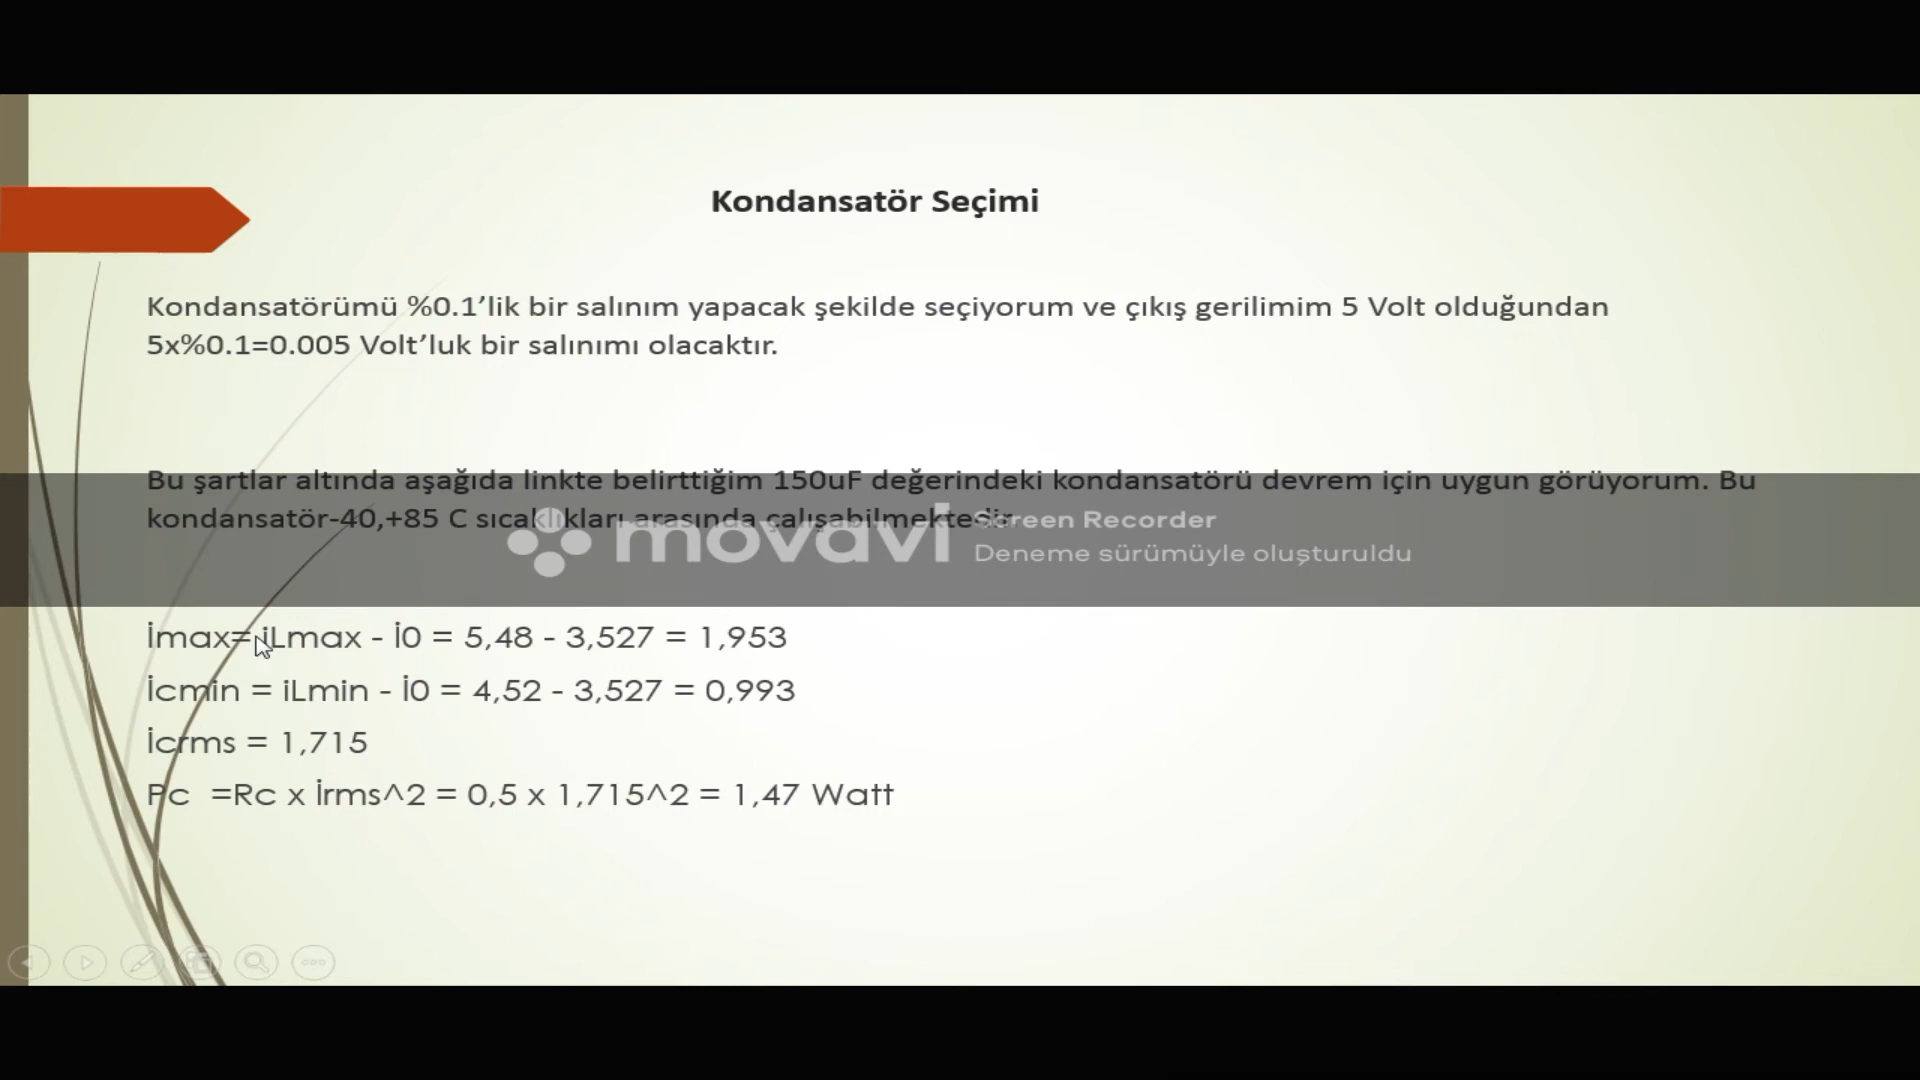 Kondansatör Seçimi
Kondansatörümü %0.1’lik bir salınım yapacak şekilde seçiyorum ve çıkış gerilimim 5 Volt olduğundan
5x%0.1=0.005 Volt’luk bir salınımı olacaktır.
Bu şartlar altında aşağıda linkte belirttiğim 150uF değerindeki kondansatörü devrem için uygun görüyorum. Bu
kondansatör-40,+85 C sıcaklıkları arasında çalışabilmektedir.
movavi
Screen Recorder
Deneme sürümüyle oluşturuldu
İmax= iLmax - İ0 = 5,48 - 3,527 = 1,953
İcmin = iLmin - İ0 = 4,52 - 3,527 = 0,993
İcrms = 1,715
Pc =Rc x İrms^2 = 0,5 x 1,715^2 = 1,47 Watt